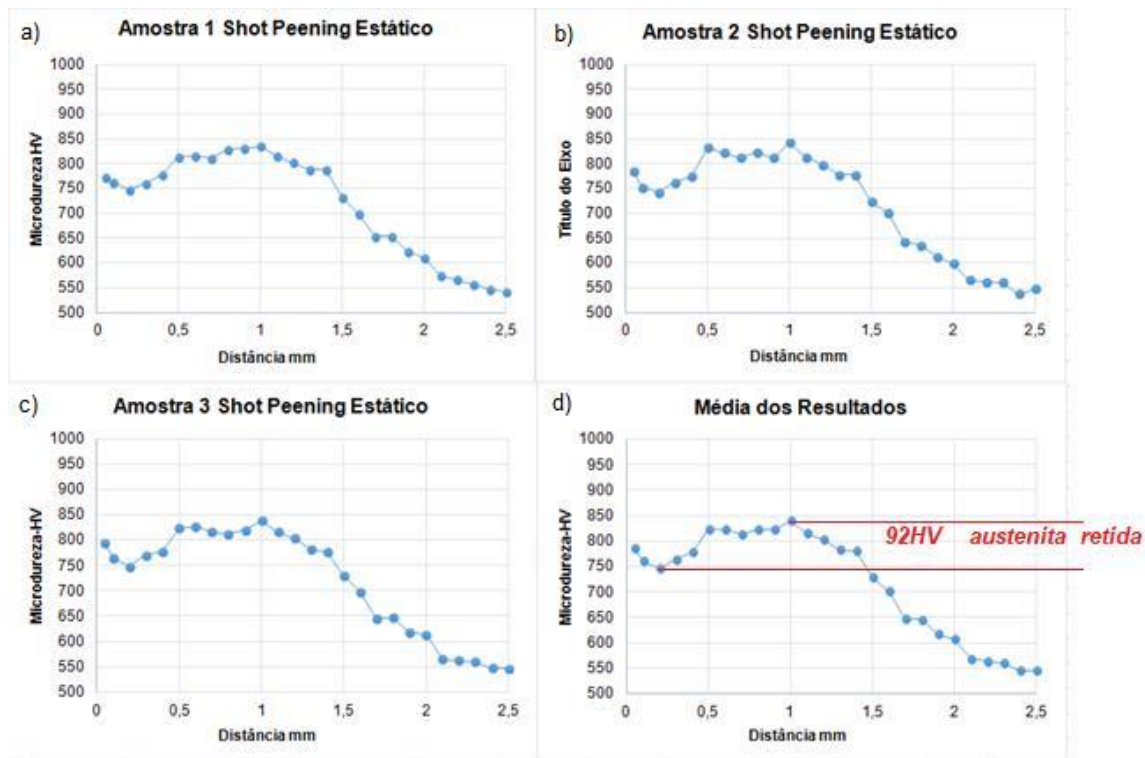 a)
Amostra 1 Shot Peening Estático
Microdureza HV
1000
950
900
850
800
750
700
650
600
550
500
0 0,5 1 1,5 2 2,5
Distância mm
b)
Amostra 2 Shot Peening Estático
Título do Eixo
1000
950
900
850
800
750
700
650
600
550
500
0 0,5 1 1,5 2 2,5
Distância mm
c)
Amostra 3 Shot Peening Estático
Microdureza-HV
1000
950
900
850
800
750
700
650
600
550
500
0 0,5 1 1,5 2 2,5
Distância mm
d)
Média dos Resultados
Microdureza-HV
1000
950
900
850
800
750
700
650
600
550
500
92HV austenita retida
0 0,5 1 1,5 2 2,5
Distância mm